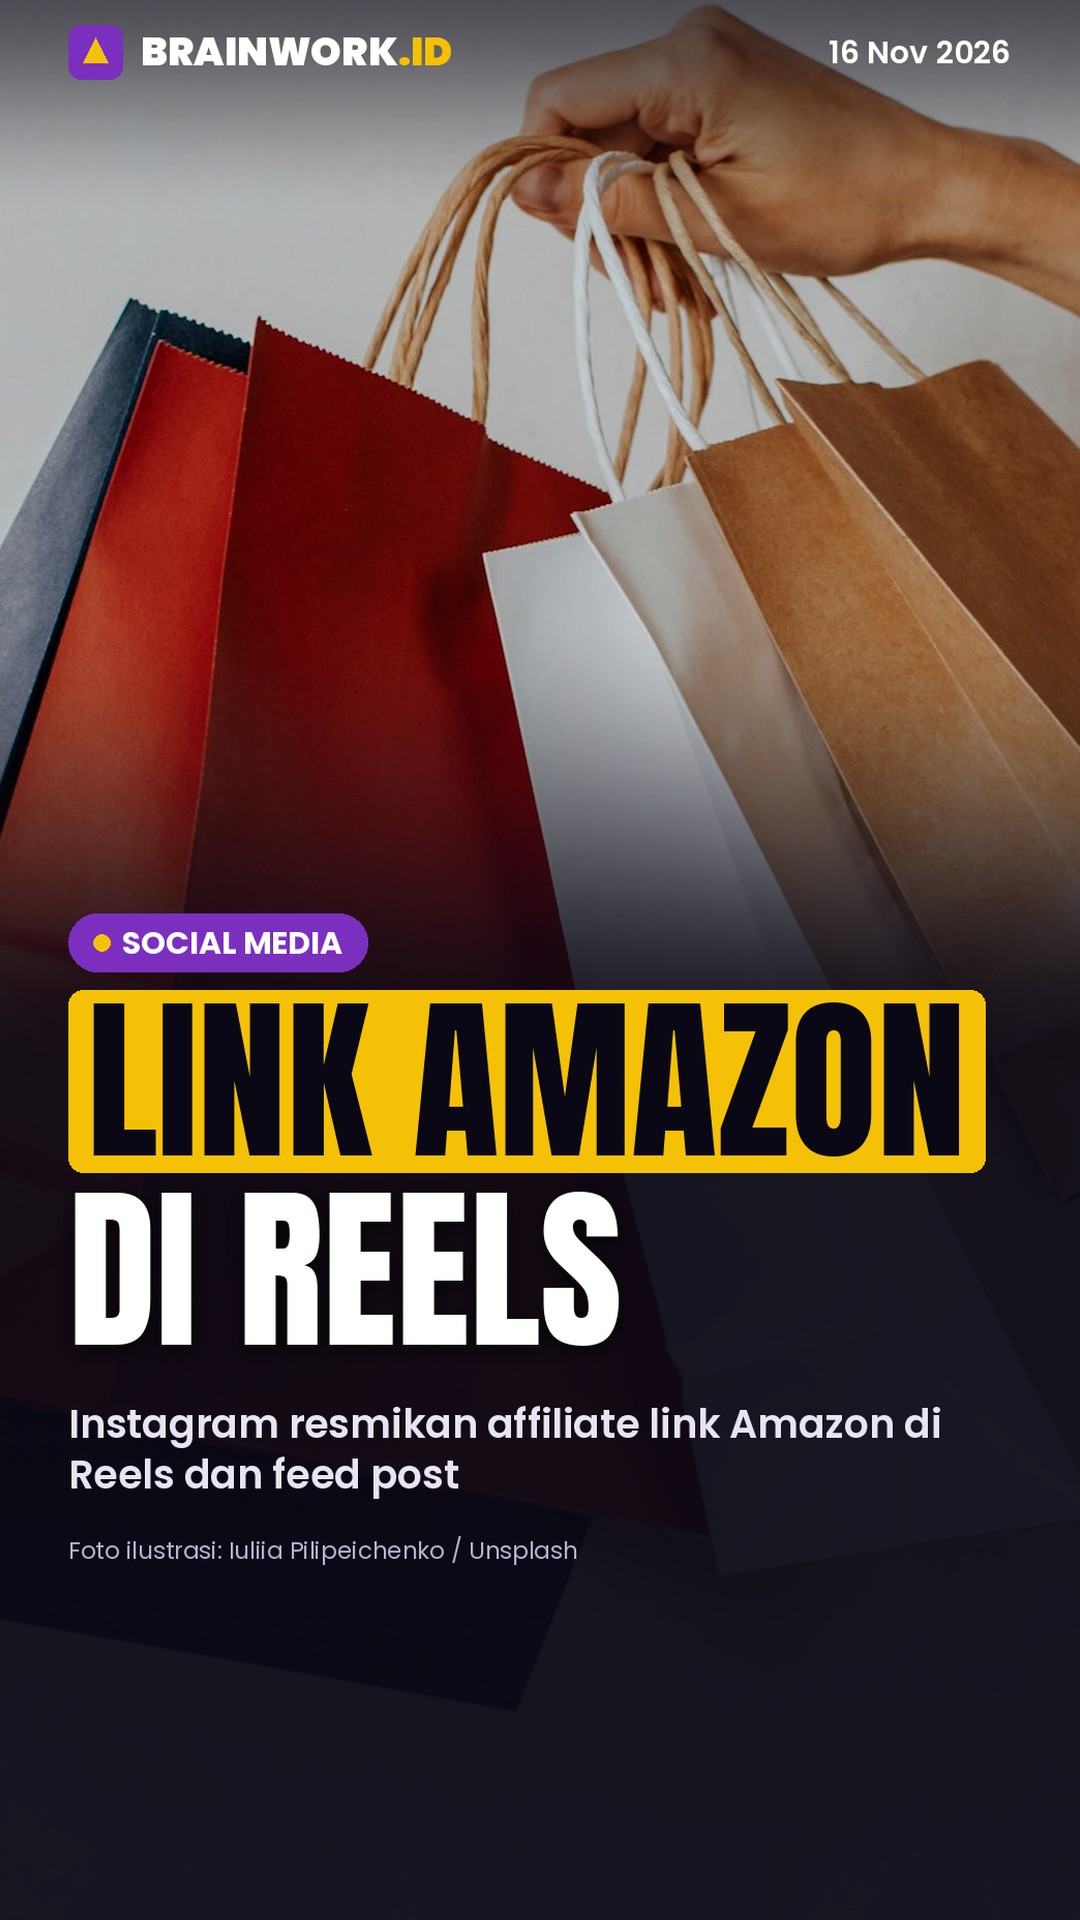 BRAINWORK.ID
16 Nov 2026
SOCIAL MEDIA
LINK AMAZON
DI REELS
Instagram resmikan affiliate link Amazon di
Reels dan feed post
Foto ilustrasi: Iuliia Pilipeichenko / Unsplash